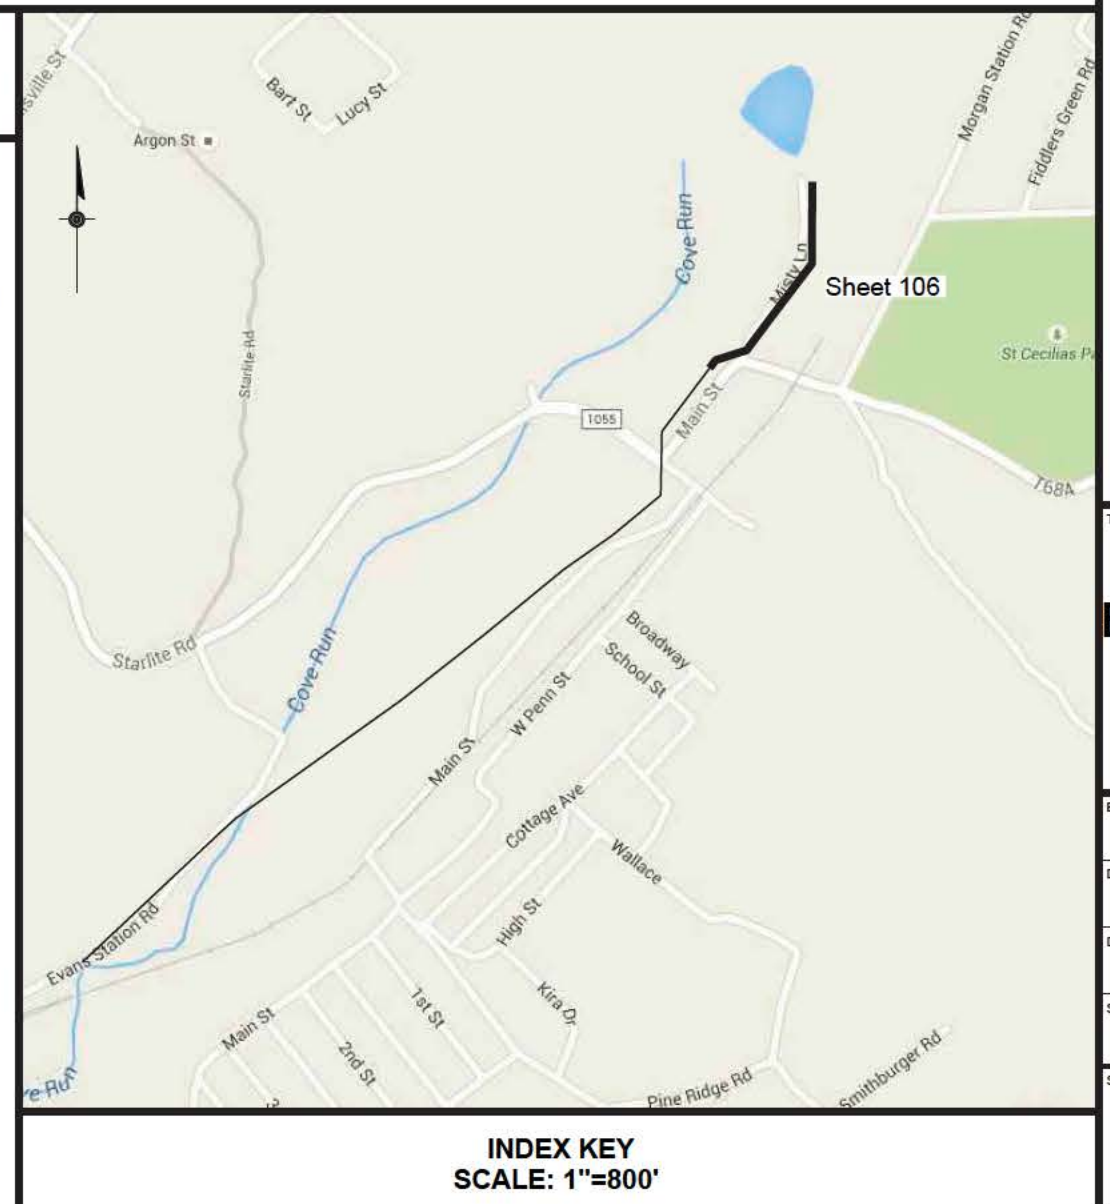 Morgan Station Rd
Fiddlers Green Rd
Bart St
Lucy St
Argon St
Cove Run
Misty Ln
Sheet 106
Starlite Rd
St Cecilias
Main St
1055
T68A
Broadway
School St
Starlite Rd
Cove Run
W Penn St
Main St
Cottage Ave
Wallace
High St
Evans Station Rd
Kira Dr
1st St
Main St
2nd St
Smithburger Rd
Pine Ridge Rd
INDEX KEY
SCALE: 1"=800'